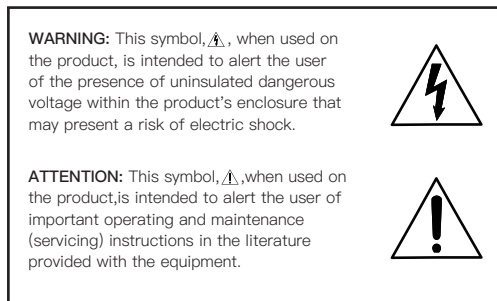 WARNING: This symbol, ⚠, when used on
the product, is intended to alert the user
of the presence of uninsulated dangerous
voltage within the product's enclosure that
may present a risk of electric shock.
ATTENTION: This symbol, ⚠,when used on
the product,is intended to alert the user of
important operating and maintenance
(servicing) instructions in the literature
provided with the equipment.